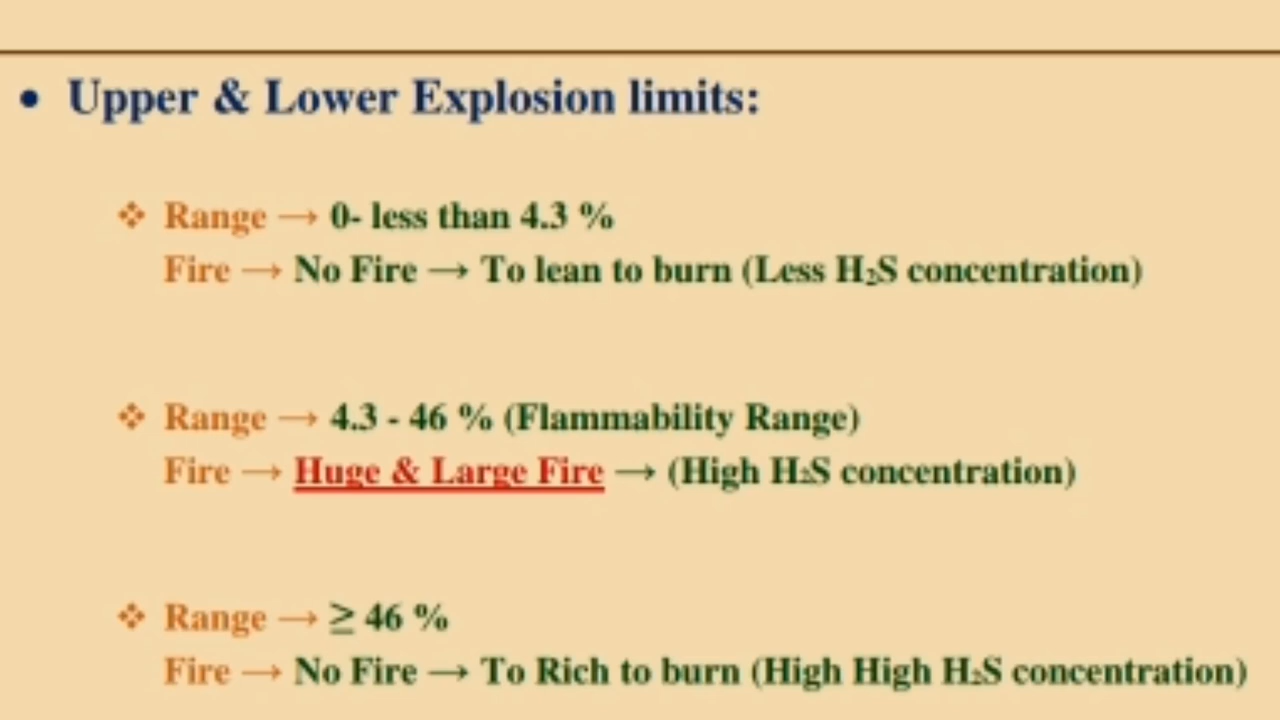 • Upper & Lower Explosion limits:
❖ Range → 0- less than 4.3 %
Fire → No Fire → To lean to burn (Less H₂S concentration)
❖ Range → 4.3 - 46 % (Flammability Range)
Fire → Huge & Large Fire → (High H₂S concentration)
❖ Range → ≥ 46 %
Fire → No Fire → To Rich to burn (High High H₂S concentration)